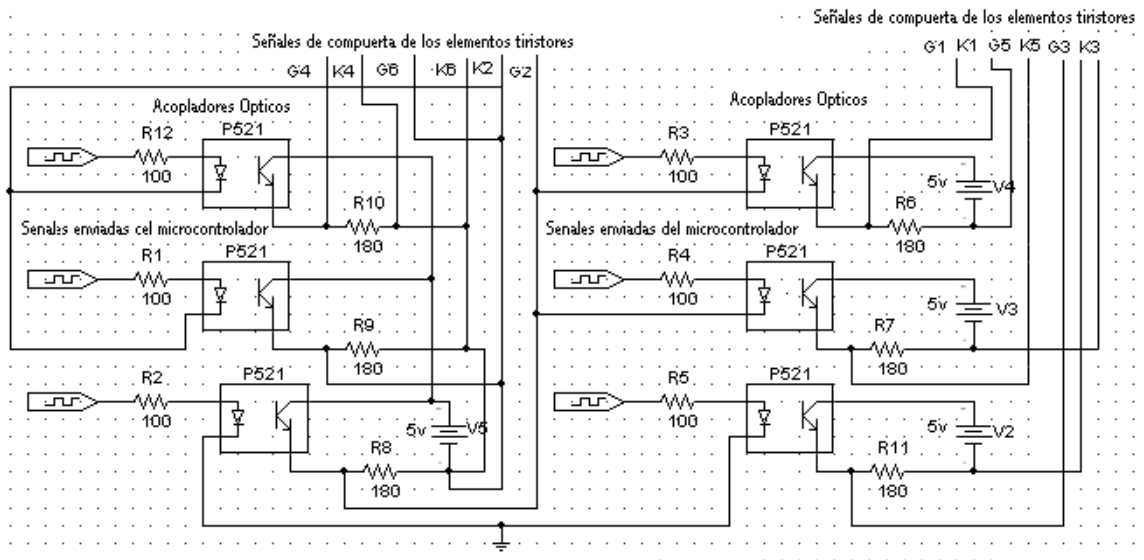 Señales de compuerta de los elementos tiristores
G4 K4 G6 K6 K2 G2
Acopladores Opticos
R12
100
P521
R10
180
Senales enviadas cel microcontrolador
R1
100
P521
R9
180
R2
100
P521
5v
V5
R8
180
Señales de compuerta de los elementos tiristores
G1 K1 G5 K5 G3 K3
Acopladores Opticos
R3
100
P521
5v
V4
R6
180
Senales enviadas del microcontrolador
R4
100
P521
5v
V3
R7
180
R5
100
P521
5v
V2
R11
180